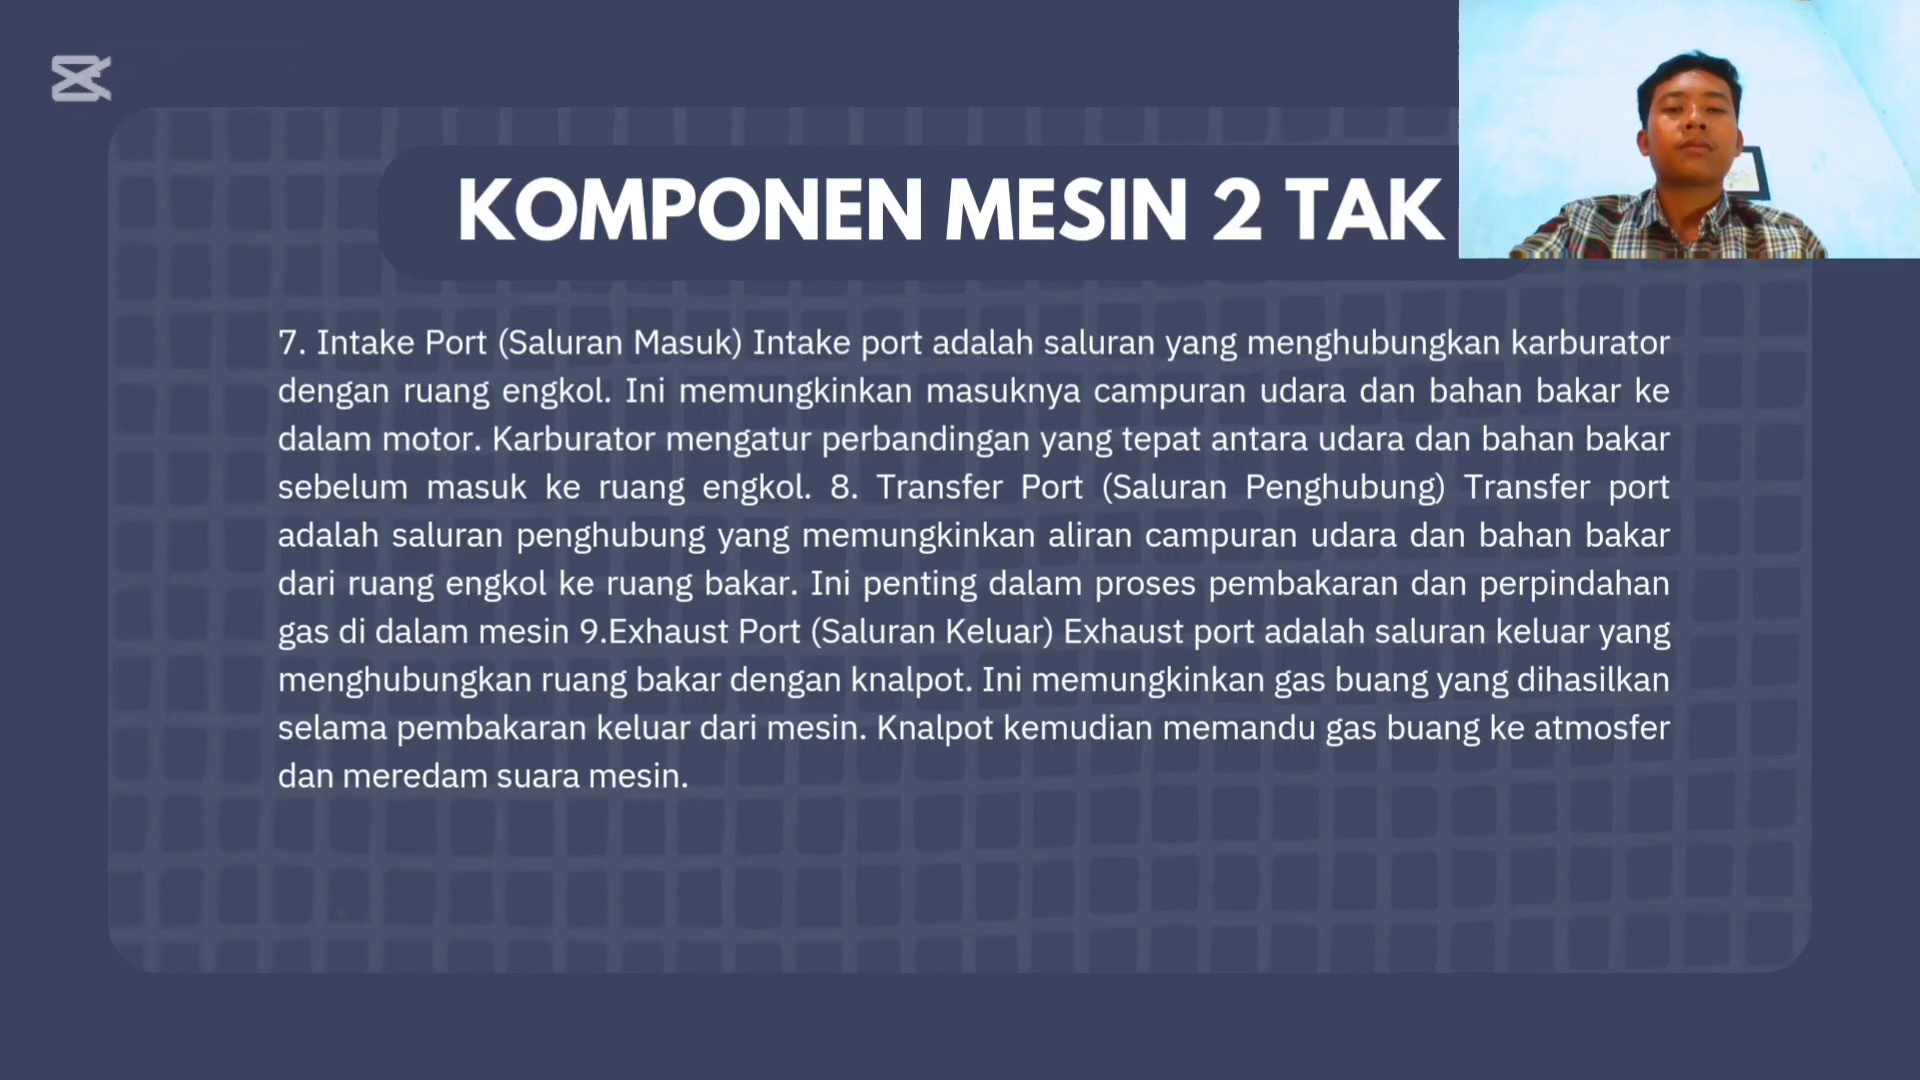 KOMPONEN MESIN 2 TAK
7. Intake Port (Saluran Masuk) Intake port adalah saluran yang menghubungkan karburator
dengan ruang engkol. Ini memungkinkan masuknya campuran udara dan bahan bakar ke
dalam motor. Karburator mengatur perbandingan yang tepat antara udara dan bahan bakar
sebelum masuk ke ruang engkol. 8. Transfer Port (Saluran Penghubung) Transfer port
adalah saluran penghubung yang memungkinkan aliran campuran udara dan bahan bakar
dari ruang engkol ke ruang bakar. Ini penting dalam proses pembakaran dan perpindahan
gas di dalam mesin 9.Exhaust Port (Saluran Keluar) Exhaust port adalah saluran keluar yang
menghubungkan ruang bakar dengan knalpot. Ini memungkinkan gas buang yang dihasilkan
selama pembakaran keluar dari mesin. Knalpot kemudian memandu gas buang ke atmosfer
dan meredam suara mesin.